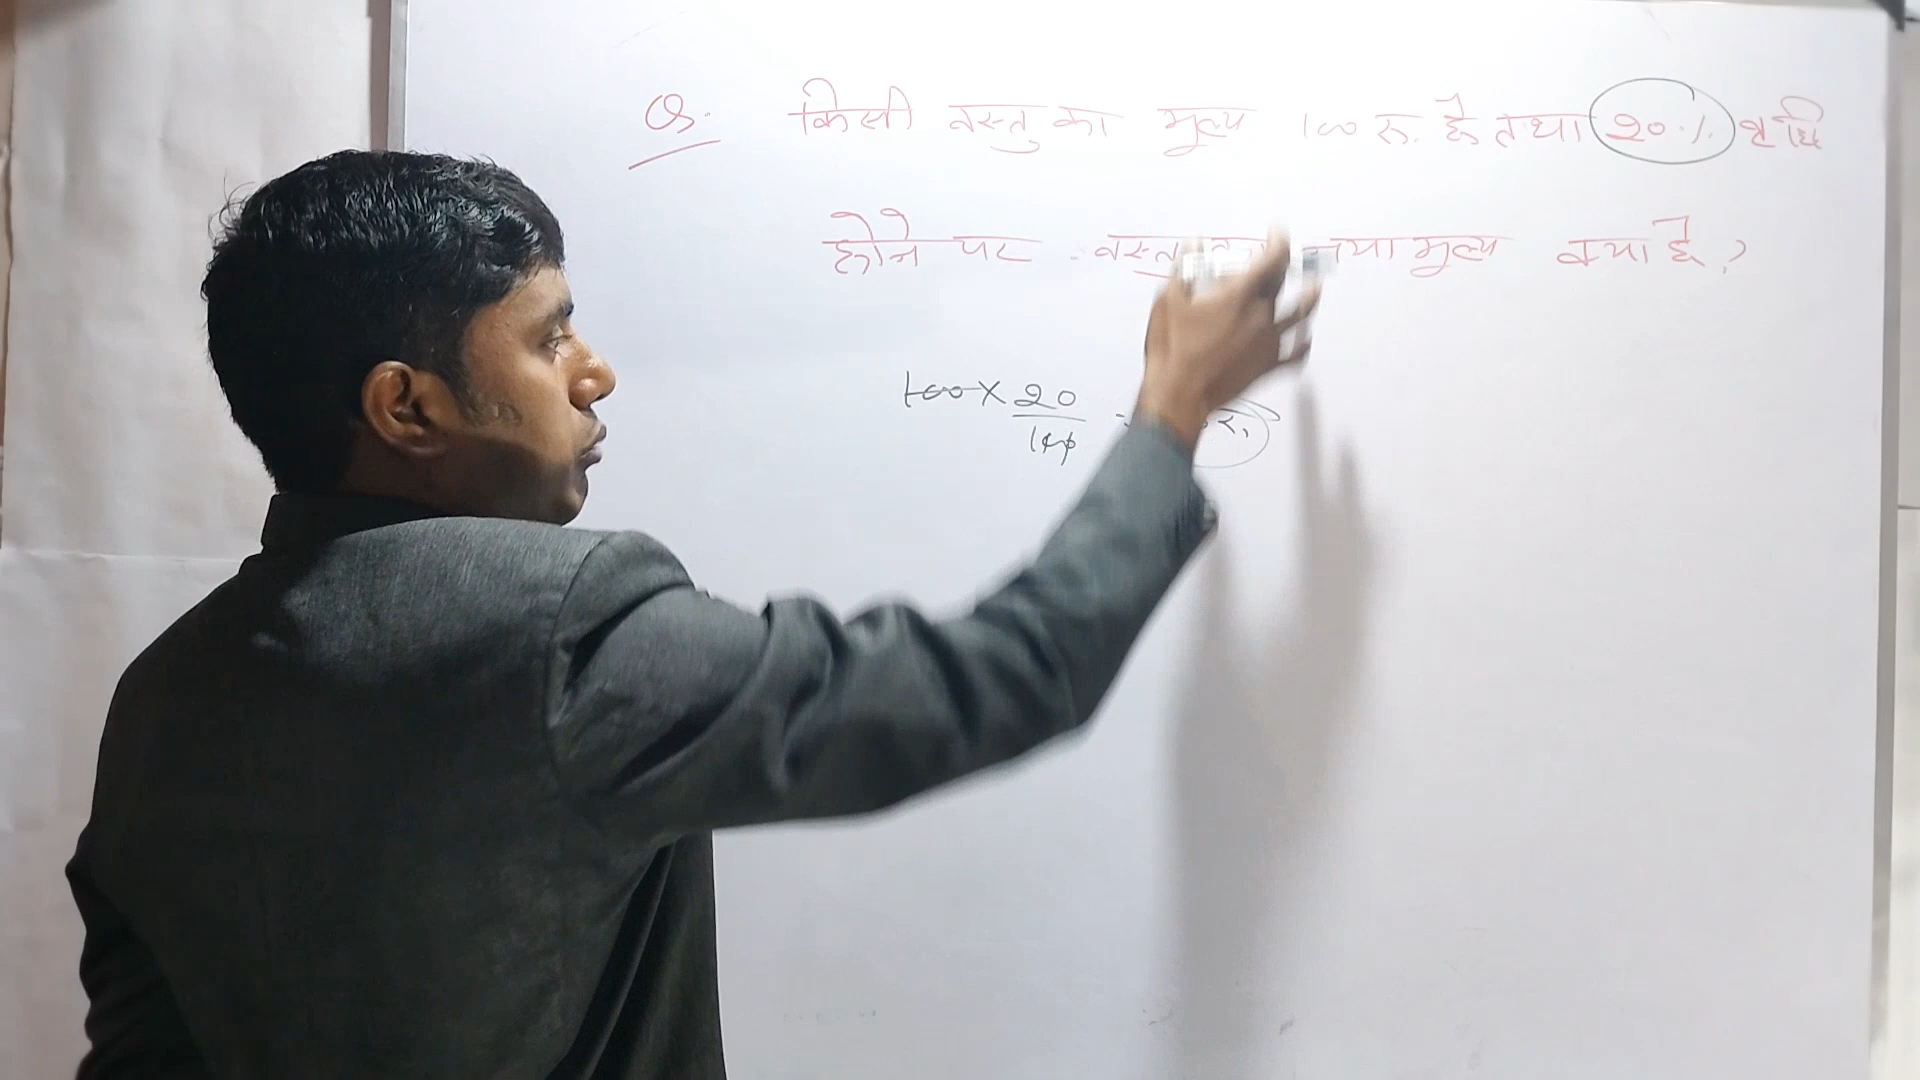 Q. किसी वस्तु का मूल्य 100 रु. है तथा 20% वृद्धि
होने पर वस्तु का नया मूल्य क्या है?
100 × 20
100